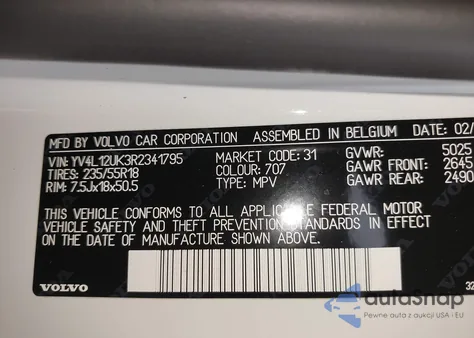 MFD BY VOLVO CAR CORPORATION ASSEMBLED IN BELGIUM 02/
VIN: YV4L12UK3R2341795 MARKET CODE: 31 GVWR: 5025
TIRES: 235/55R18 COLOUR: 707 GAWR FRONT: 2645
RIM: 7.5Jx18x50.5 TYPE: MPV GAWR REAR: 2490
THIS VEHICLE CONFORMS TO ALL APPLICABLE FEDERAL MOTOR
VEHICLE SAFETY AND THEFT PREVENTION STANDARDS IN EFFECT
ON THE DATE OF MANUFACTURE SHOWN ABOVE.
VOLVO
32
autoSnap
Pewne auta z aukcji USA i EU